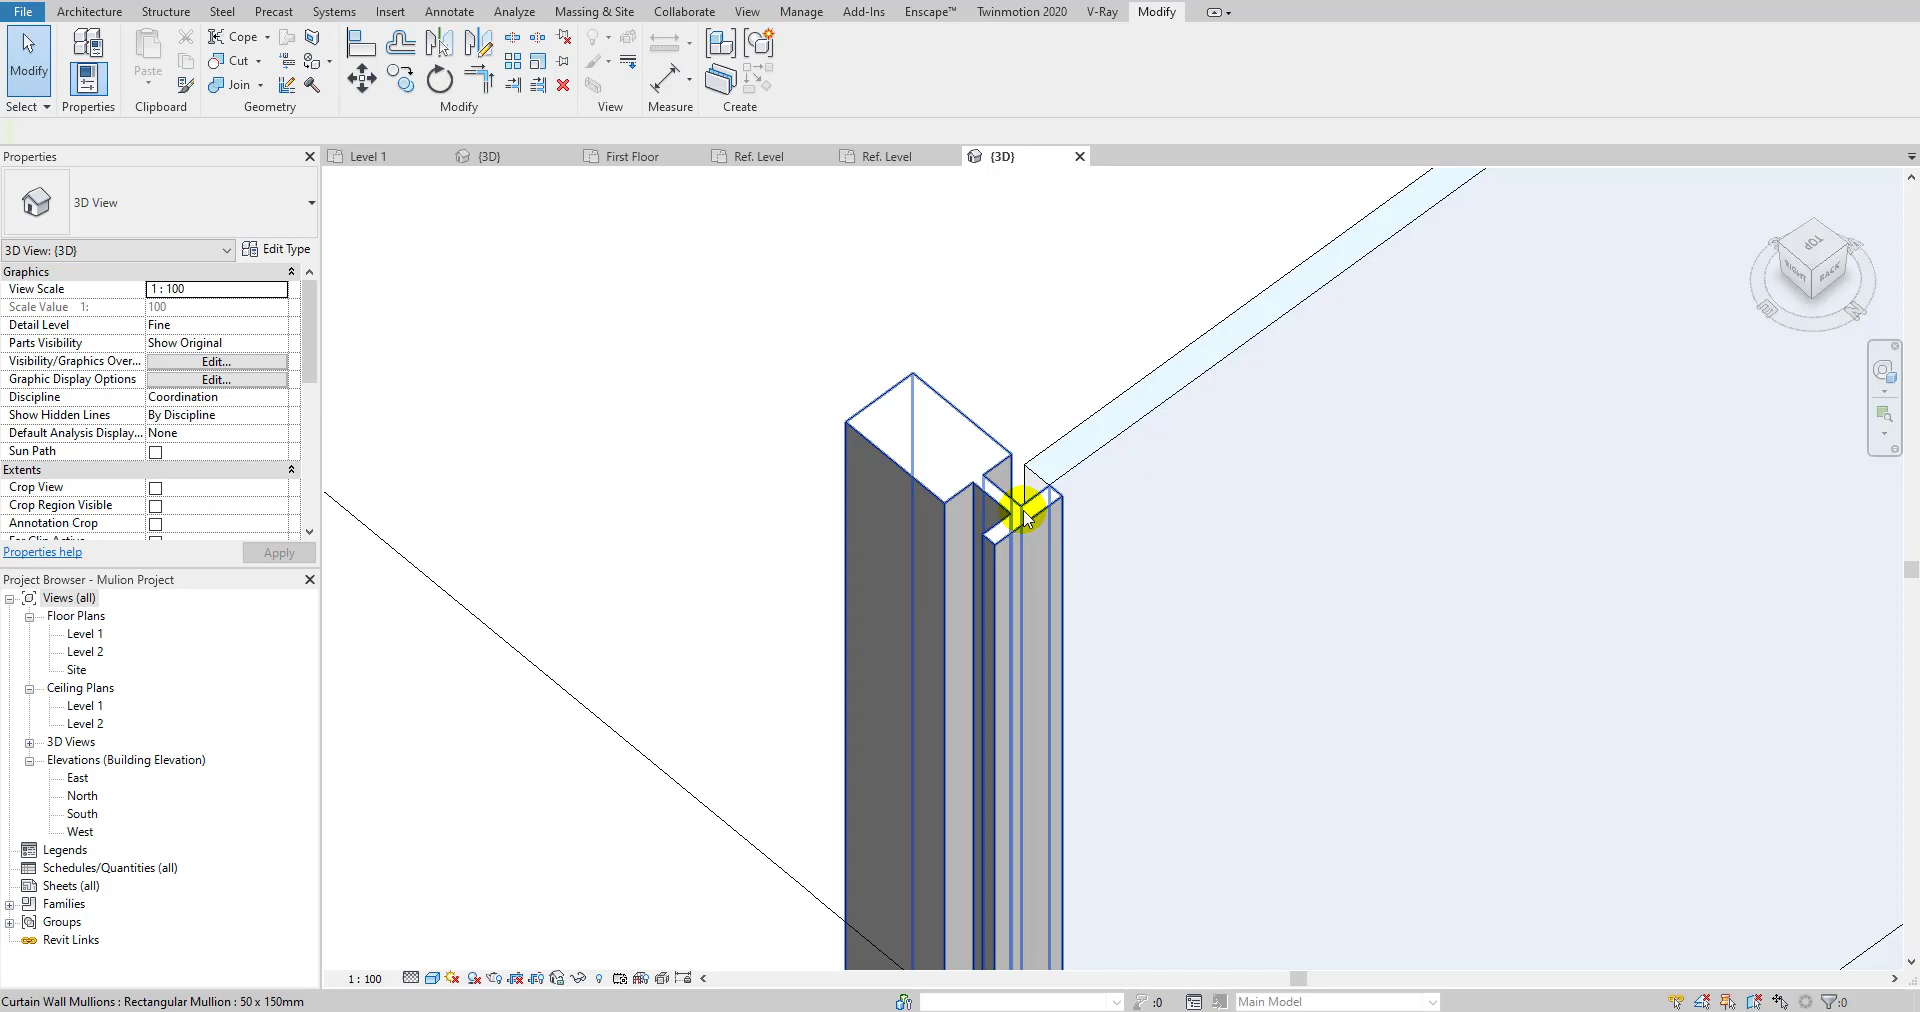 File Architecture Structure Steel Precast Systems Insert Annotate Analyze Massing & Site Collaborate View Manage Add-Ins Enscape™ Twinmotion 2020 V-Ray Modify
Modify
Paste
Cope
Cut
Join
Select Properties Clipboard Geometry Modify View Measure Create
Properties
Level 1 {3D} First Floor Ref. Level Ref. Level {3D}
3D View
3D View: {3D} Edit Type
Graphics
View Scale 1 : 100
Scale Value 1: 100
Detail Level Fine
Parts Visibility Show Original
Visibility/Graphics Over... Edit...
Graphic Display Options Edit...
Discipline Coordination
Show Hidden Lines By Discipline
Default Analysis Display... None
Sun Path
Extents
Crop View
Crop Region Visible
Annotation Crop
Properties help Apply
Project Browser - Mulion Project
Views (all)
Floor Plans
Level 1
Level 2
Site
Ceiling Plans
Level 1
Level 2
3D Views
Elevations (Building Elevation)
East
North
South
West
Legends
Schedules/Quantities (all)
Sheets (all)
Families
Groups
Revit Links
TOP
RIGHT BACK
E N
1 : 100
Curtain Wall Mullions : Rectangular Mullion : 50 x 150mm
:0 Main Model :0